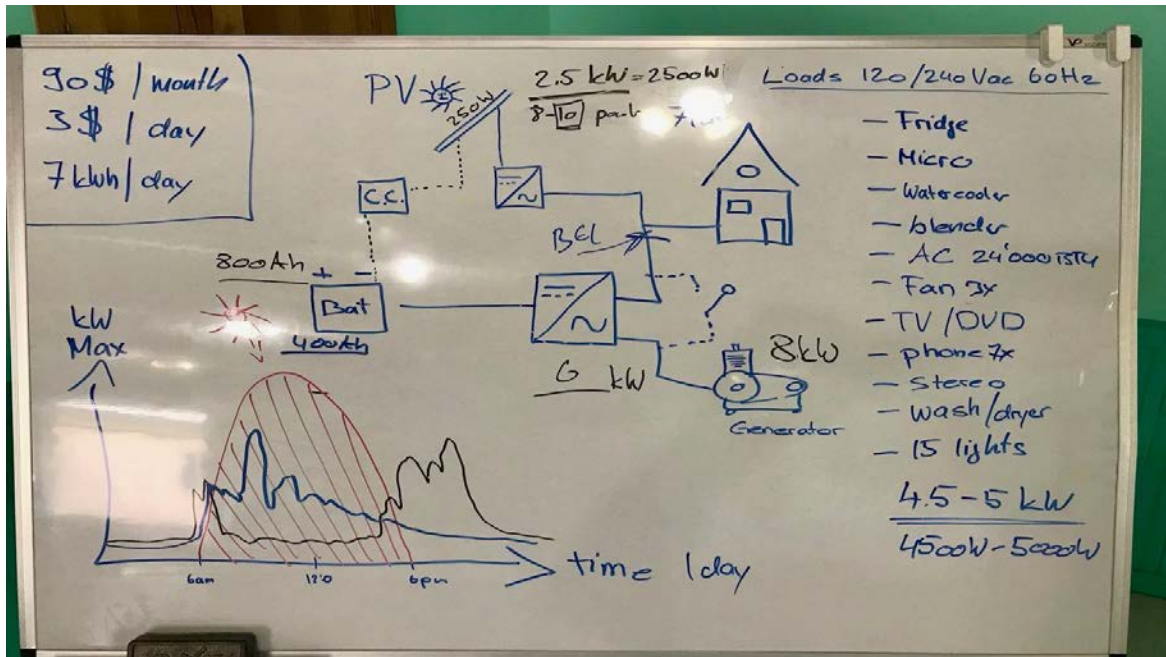 90$ / month
3$ / day
7 kwh / day
PV
250W
2.5 kW = 2500W
8-10
Loads 120/240 Vac 60Hz
- Fridge
- Micro
- Watercooler
- blender
- AC 24'000 BTU
- Fan 3x
- TV / DVD
- phone 7x
- Stereo
- Wash/dryer
- 15 lights
4.5 - 5 kW
4500W - 5000W
C.C.
BEL
800Ah
+ -
Bat
400Ah
6 kW
8kW
Generator
kW
Max
6am
12:0
6pm
time / day